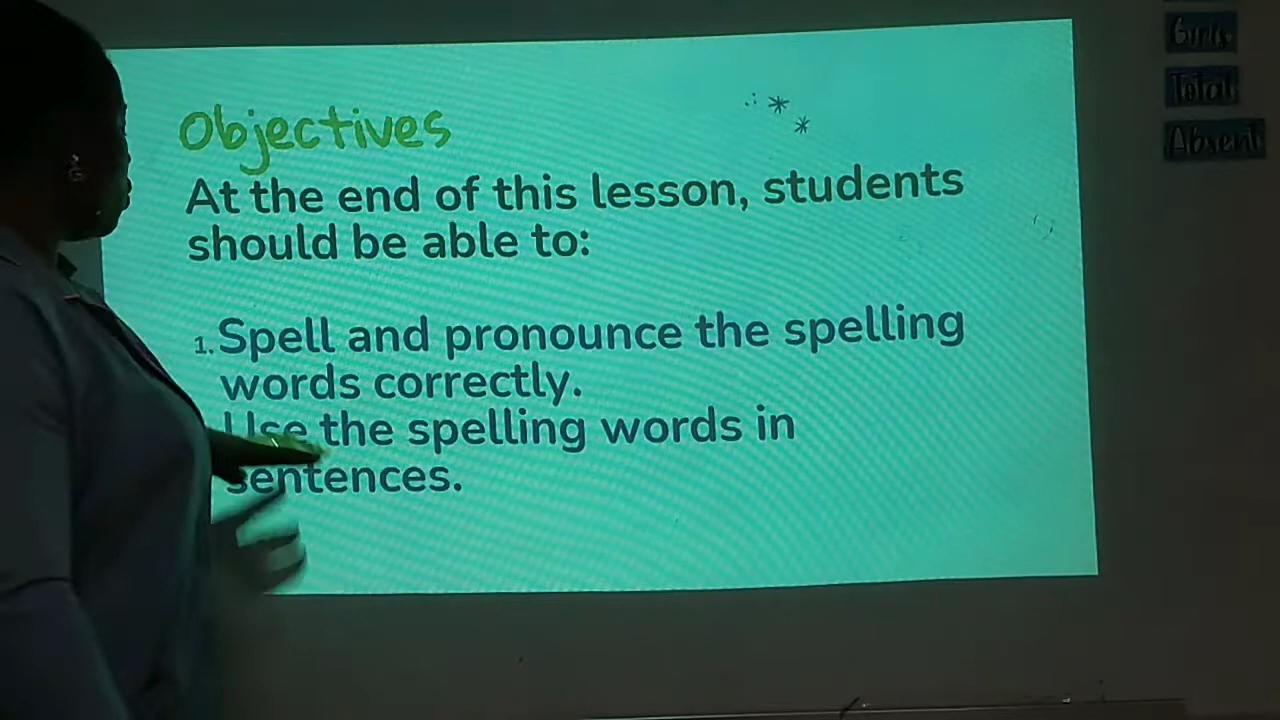 Objectives
At the end of this lesson, students
should be able to:
1. Spell and pronounce the spelling
words correctly.
Use the spelling words in
sentences.
Girls
Total
Absent